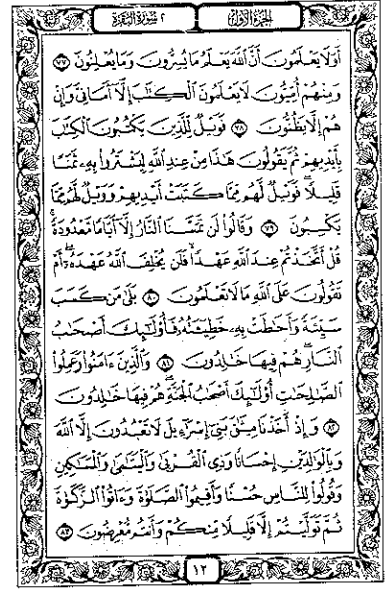 الجزء الأول
٢ سورة البقرة
أَوَلَا يَعْلَمُونَ أَنَّ ٱللَّهَ يَعْلَمُ مَا يُسِرُّونَ وَمَا يُعْلِنُونَ ٧٧
وَمِنْهُمْ أُمِّيُّونَ لَا يَعْلَمُونَ ٱلْكِتَٰبَ إِلَّآ أَمَانِىَّ وَإِنْ
هُمْ إِلَّا يَظُنُّونَ ٧٨ فَوَيْلٌ لِّلَّذِينَ يَكْتُبُونَ ٱلْكِتَٰبَ
بِأَيْدِيهِمْ ثُمَّ يَقُولُونَ هَٰذَا مِنْ عِندِ ٱللَّهِ لِيَشْتَرُوا۟ بِهِۦ ثَمَنًا
قَلِيلًا ۖ فَوَيْلٌ لَّهُم مِّمَّا كَتَبَتْ أَيْدِيهِمْ وَوَيْلٌ لَّهُم مِّمَّا
يَكْسِبُونَ ٧٩ وَقَالُوا۟ لَن تَمَسَّنَا ٱلنَّارُ إِلَّآ أَيَّامًا مَّعْدُودَةً ۚ
قُلْ أَتَّخَذْتُمْ عِندَ ٱللَّهِ عَهْدًا فَلَن يُخْلِفَ ٱللَّهُ عَهْدَهُۥٓ ۖ أَمْ
تَقُولُونَ عَلَى ٱللَّهِ مَا لَا تَعْلَمُونَ ٨٠ بَلَىٰ مَن كَسَبَ
سَيِّئَةً وَأَحَٰطَتْ بِهِۦ خَطِيٓـَٔتُهُۥ فَأُو۟لَٰٓئِكَ أَصْحَٰبُ
ٱلنَّارِ ۖ هُمْ فِيهَا خَٰلِدُونَ ٨١ وَٱلَّذِينَ ءَامَنُوا۟ وَعَمِلُوا۟
ٱلصَّٰلِحَٰتِ أُو۟لَٰٓئِكَ أَصْحَٰبُ ٱلْجَنَّةِ ۖ هُمْ فِيهَا خَٰلِدُونَ
٨٢ وَإِذْ أَخَذْنَا مِيثَٰقَ بَنِىٓ إِسْرَٰٓءِيلَ لَا تَعْبُدُونَ إِلَّا ٱللَّهَ
وَبِٱلْوَٰلِدَيْنِ إِحْسَانًا وَذِى ٱلْقُرْبَىٰ وَٱلْيَتَٰمَىٰ وَٱلْمَسَٰكِينِ
وَقُولُوا۟ لِلنَّاسِ حُسْنًا وَأَقِيمُوا۟ ٱلصَّلَوٰةَ وَءَاتُوا۟ ٱلزَّكَوٰةَ
ثُمَّ تَوَلَّيْتُمْ إِلَّا قَلِيلًا مِّنكُمْ وَأَنتُم مُّعْرِضُونَ ٨٣
١٢